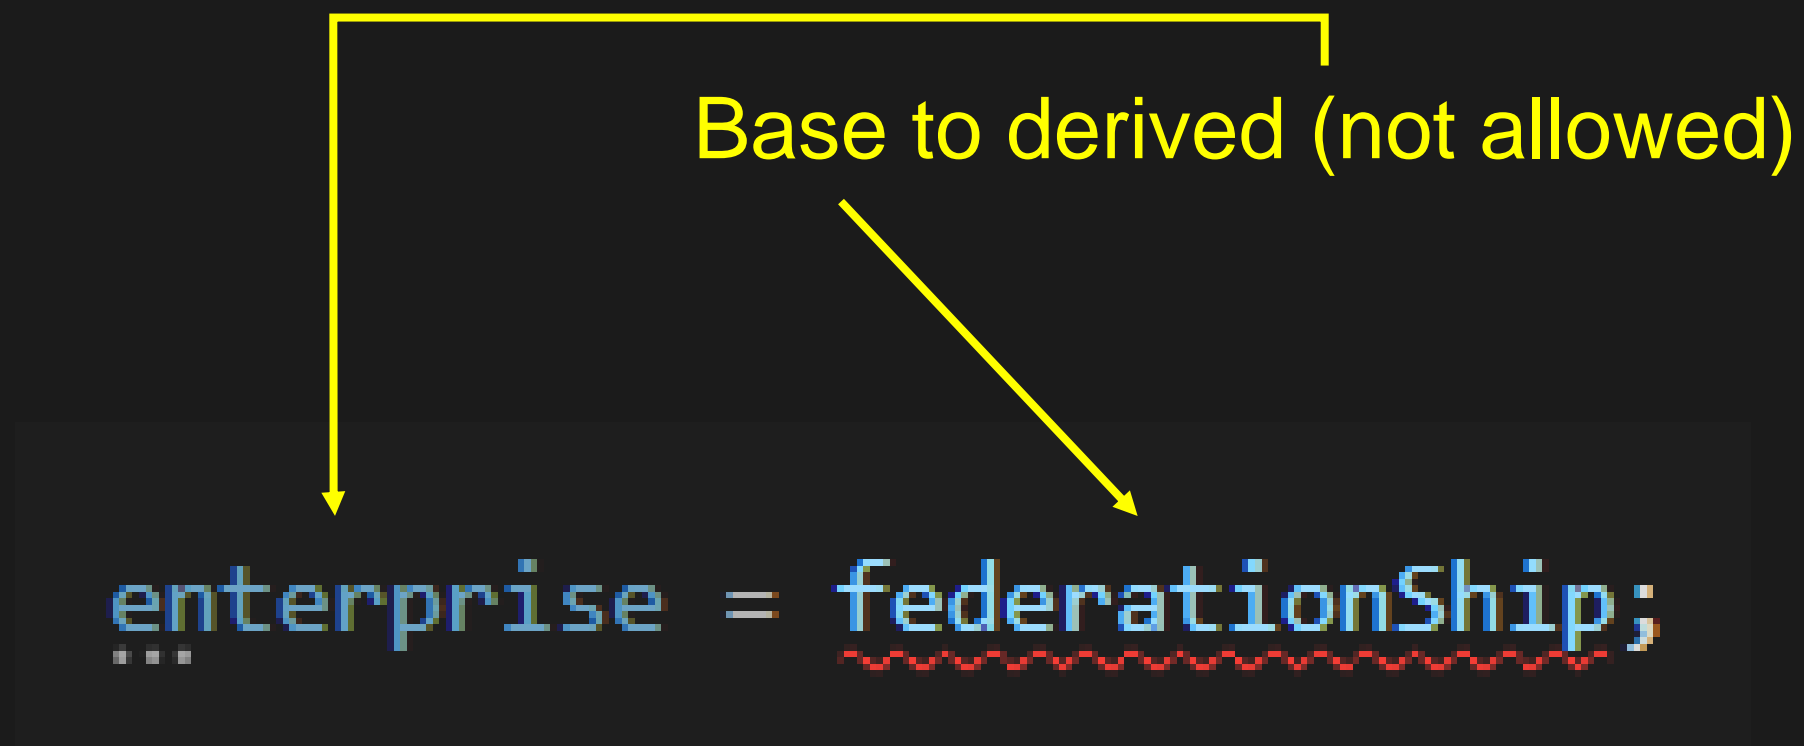 Base to derived (not allowed)
enterprise = federationShip;